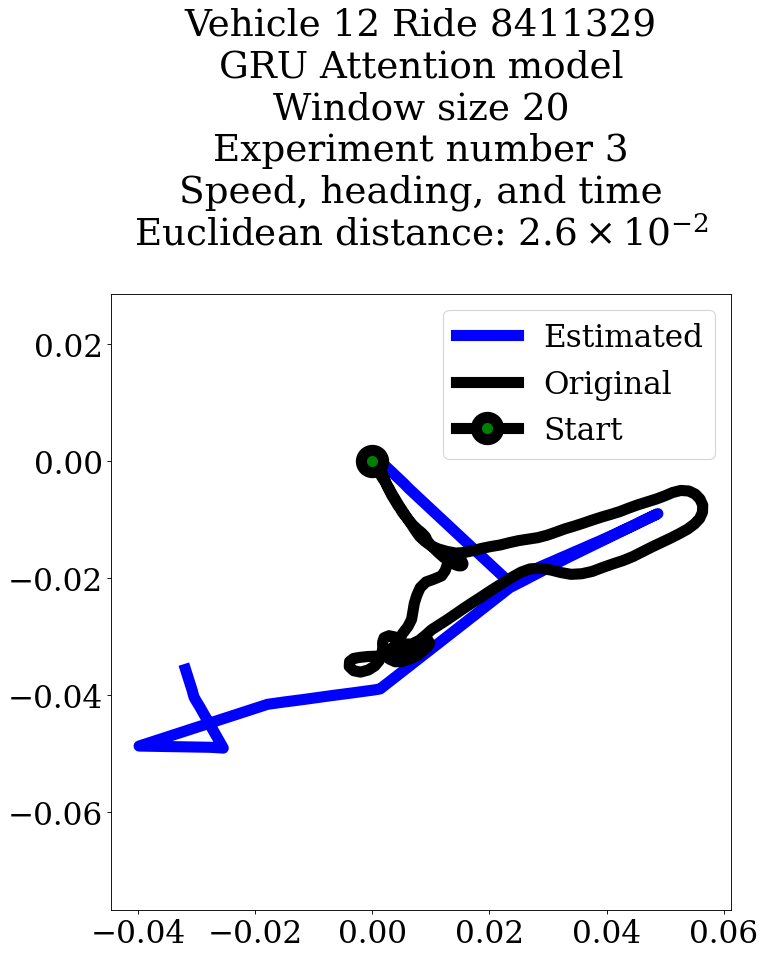 Vehicle 12 Ride 8411329
GRU Attention model
Window size 20
Experiment number 3
Speed, heading, and time
Euclidean distance: 2.6 × 10⁻²
Estimated
Original
Start
0.02
0.00
−0.02
−0.04
−0.06
−0.04 −0.02 0.00 0.02 0.04 0.06